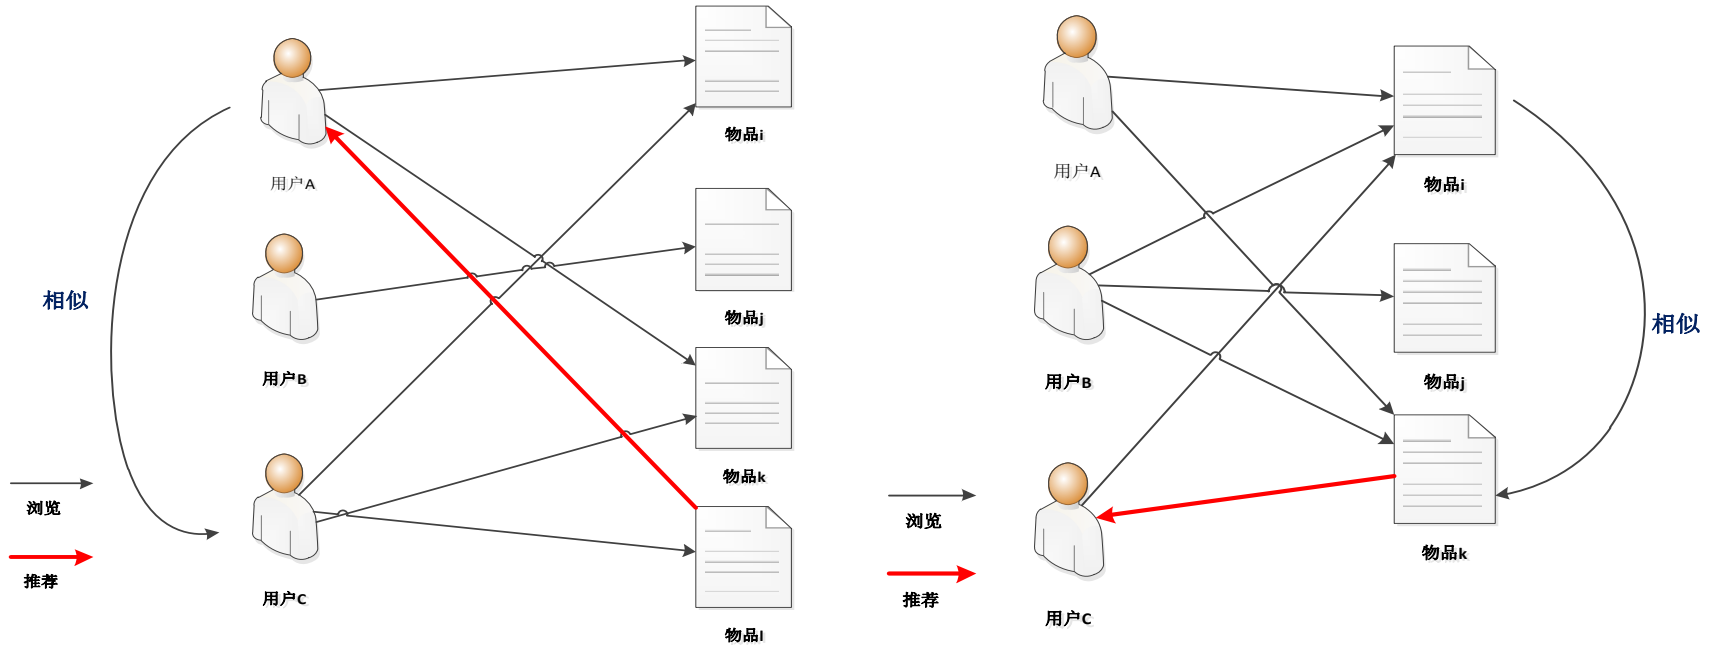 物品i
用户A
相似
物品j
用户B
物品k
浏览
推荐
用户C
物品l
用户A
物品i
相似
用户B
物品j
浏览
物品k
推荐
用户C